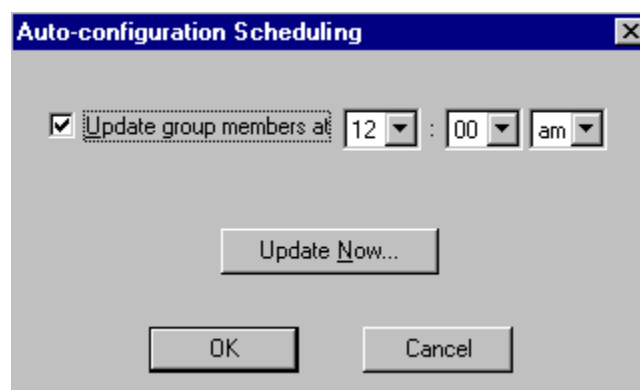 Auto-configuration Scheduling
Update group members at 12 : 00 am
Update Now...
OK Cancel